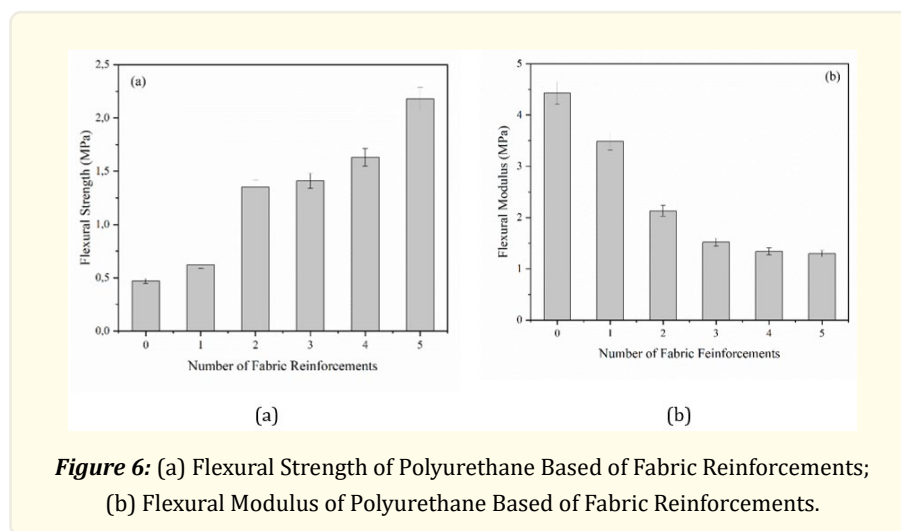 (a)
2,5
2,0
1,5
1,0
0,5
0,0
Flexural Strength (MPa)
0 1 2 3 4 5
Number of Fabric Reinforcements
(a)
(b)
5
4
3
2
1
0
Flexural Modulus (MPa)
0 1 2 3 4 5
Number of Fabric Feinforcements
(b)
Figure 6: (a) Flexural Strength of Polyurethane Based of Fabric Reinforcements;
(b) Flexural Modulus of Polyurethane Based of Fabric Reinforcements.